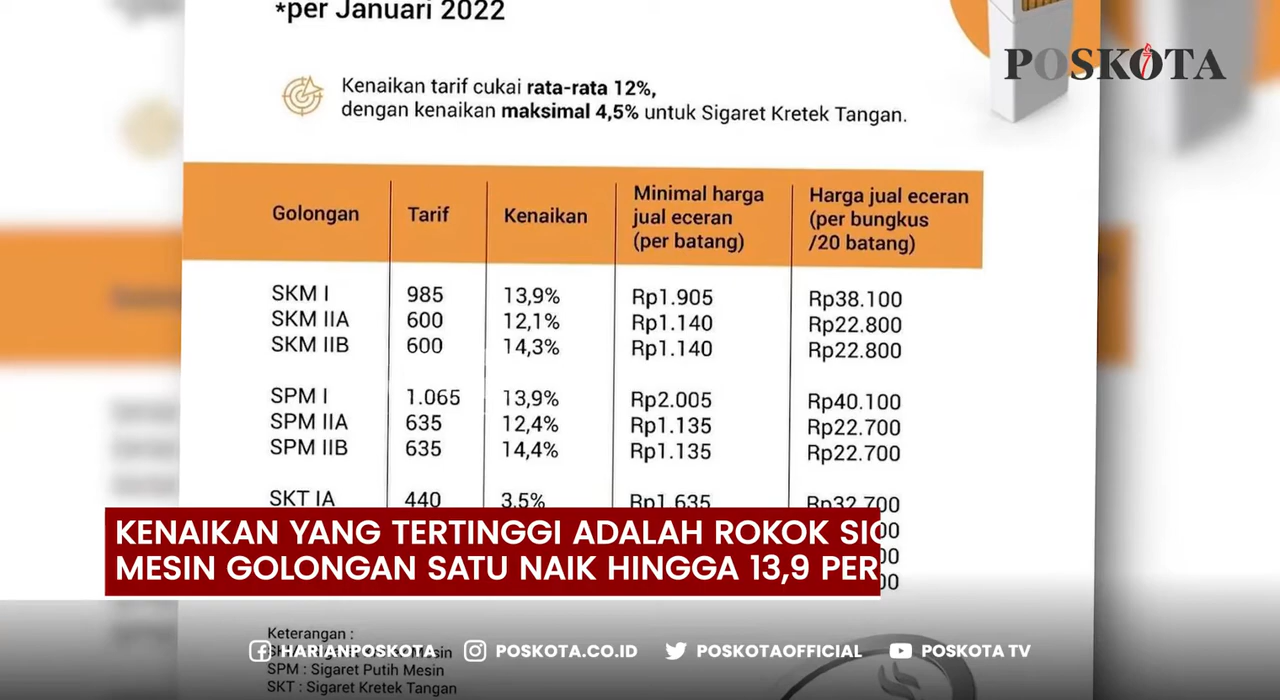 *per Januari 2022
POSKOTA
Kenaikan tarif cukai rata-rata 12%,
dengan kenaikan maksimal 4,5% untuk Sigaret Kretek Tangan.
Golongan Tarif Kenaikan Minimal harga jual eceran (per batang) Harga jual eceran (per bungkus /20 batang)
SKM I 985 13,9% Rp1.905 Rp38.100
SKM IIA 600 12,1% Rp1.140 Rp22.800
SKM IIB 600 14,3% Rp1.140 Rp22.800
SPM I 1.065 13,9% Rp2.005 Rp40.100
SPM IIA 635 12,4% Rp1.135 Rp22.700
SPM IIB 635 14,4% Rp1.135 Rp22.700
SKT IA 440 3,5% Rp1.635 Rp32.700
KENAIKAN YANG TERTINGGI ADALAH ROKOK
MESIN GOLONGAN SATU NAIK HINGGA 13,9 PER
Keterangan :
HARIANPOSKOTA POSKOTA.CO.ID POSKOTAOFFICIAL POSKOTA TV
SPM : Sigaret Putih Mesin
SKT : Sigaret Kretek Tangan